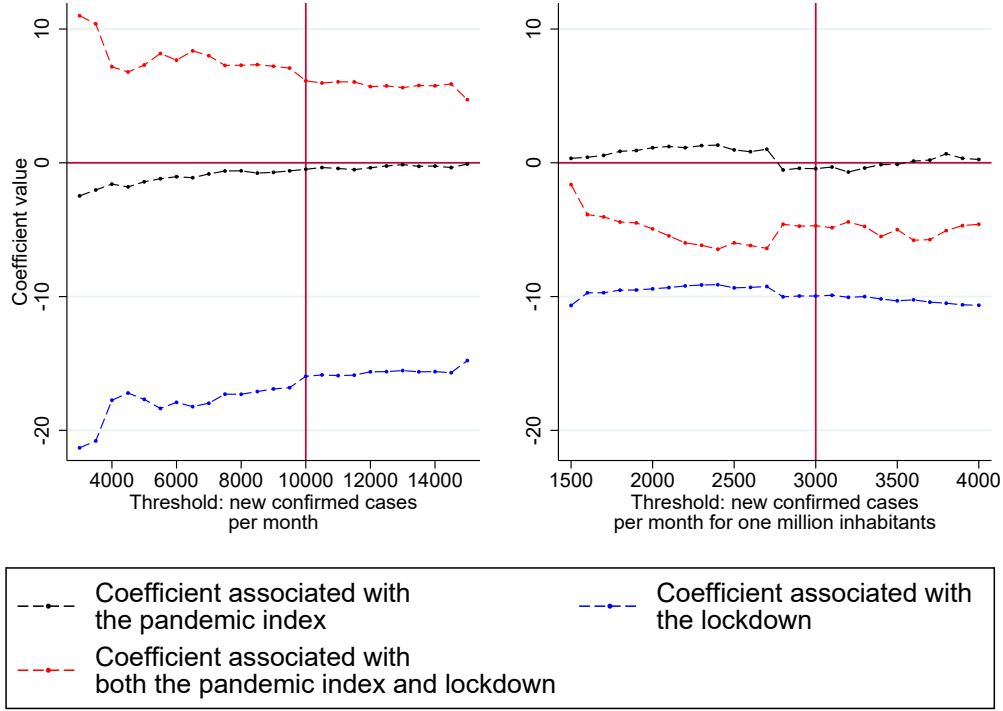 Coefficient value
10
0
-10
-20
4000 6000 8000 10000 12000 14000
Threshold: new confirmed cases
per month
10
0
-10
-20
1500 2000 2500 3000 3500 4000
Threshold: new confirmed cases
per month for one million inhabitants
Coefficient associated with
the pandemic index
Coefficient associated with
the lockdown
Coefficient associated with
both the pandemic index and lockdown